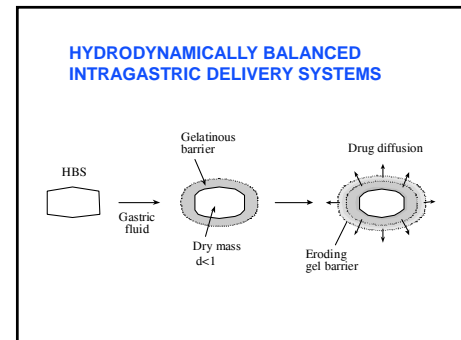 HYDRODYNAMICALLY BALANCED
INTRAGASTRIC DELIVERY SYSTEMS
HBS
Gastric
fluid
Gelatinous
barrier
Dry mass
d<1
Drug diffusion
Eroding
gel barrier